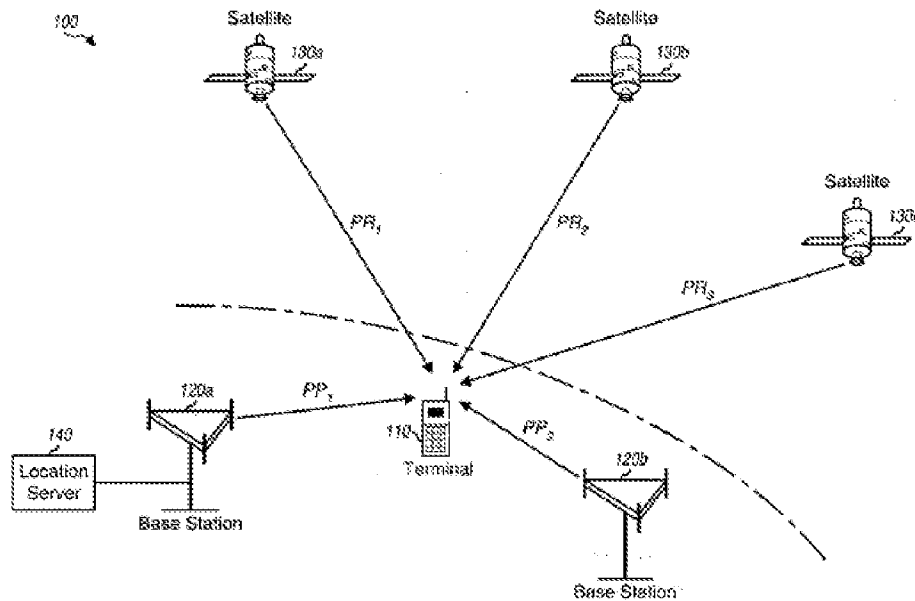 100
Satellite
130a
Satellite
130b
Satellite
PR₁
PR₂
PR₃
120a
PP₁
140
Location
Server
110
Terminal
PP₂
120b
Base Station
Base Station